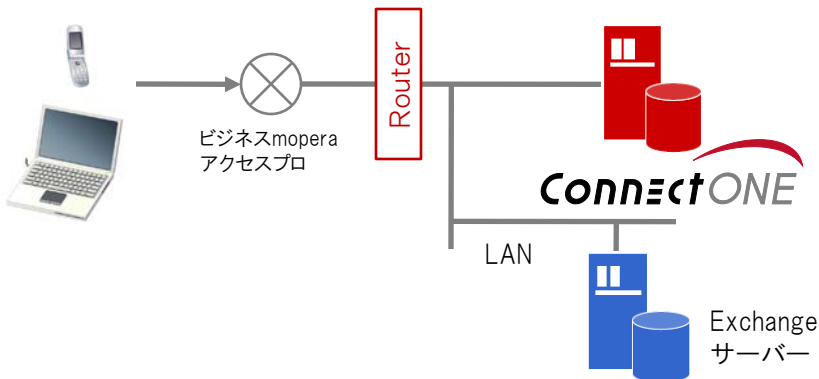 ビジネスmopera
アクセスプロ
Router
ConnectONE
LAN
Exchange
サーバー